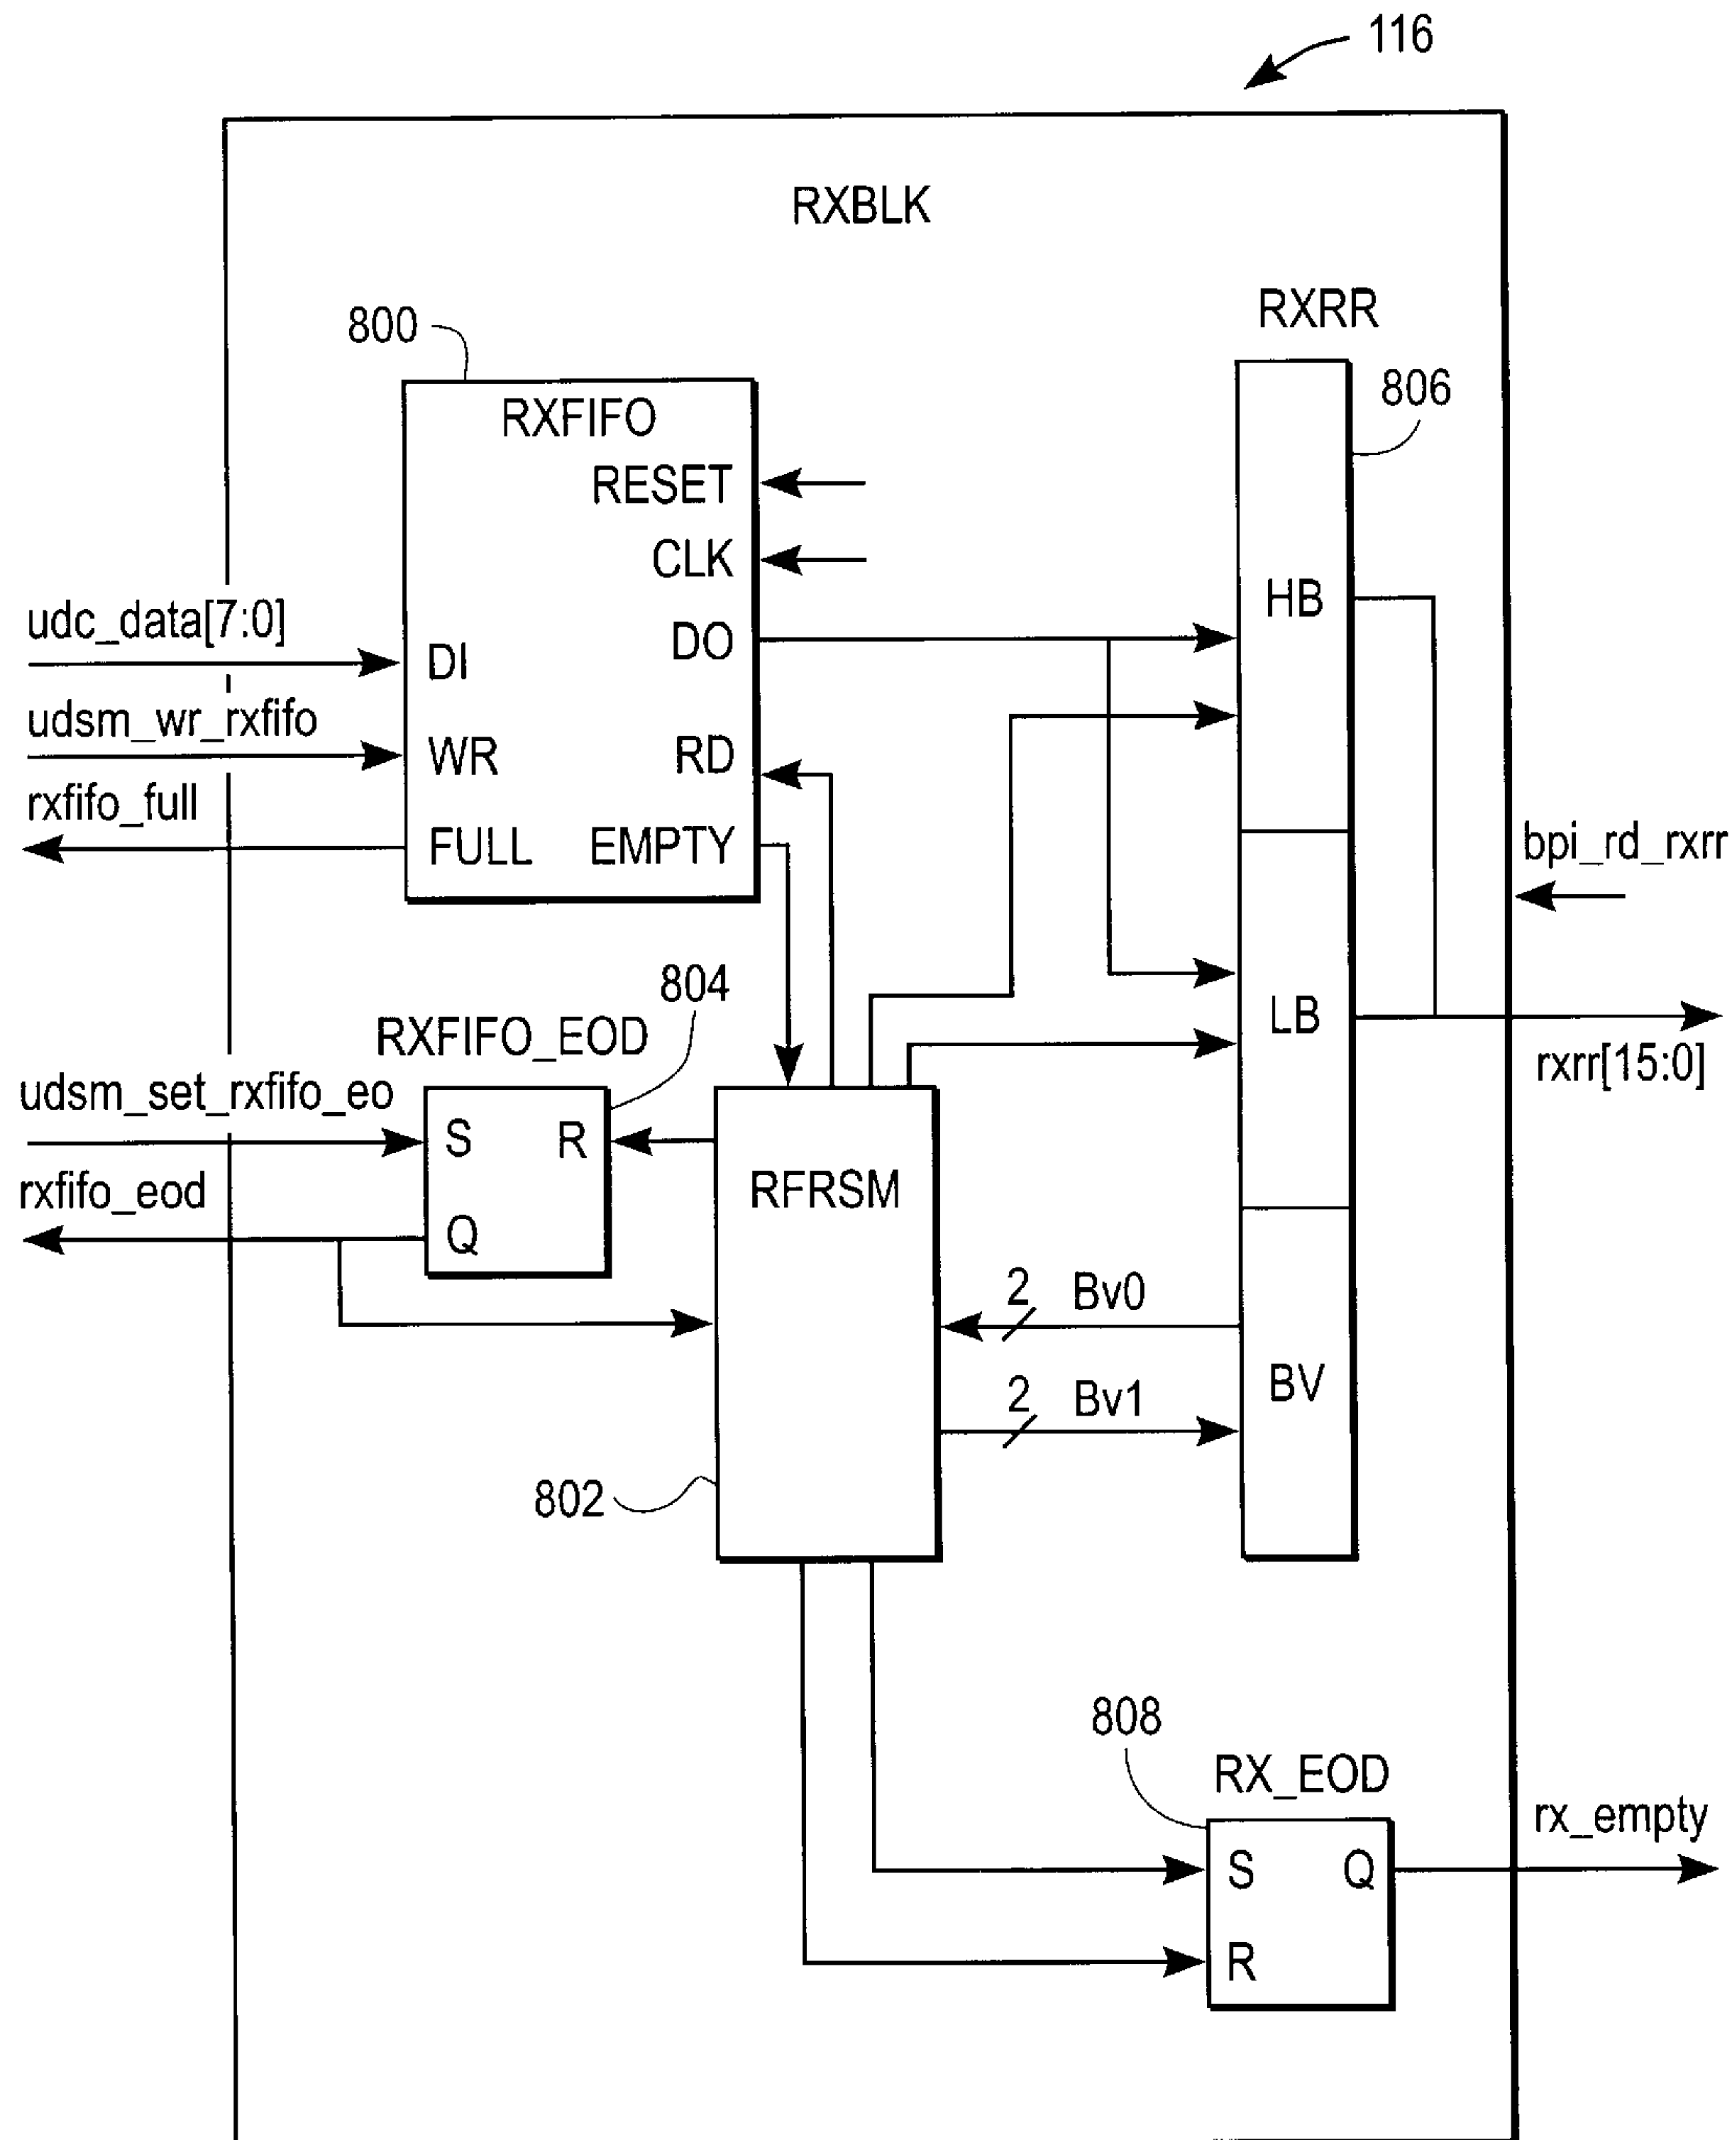 116
RXBLK
RXRR
800
806
RXFIFO
RESET
CLK
HB
udc_data[7:0]
DI
DO
udsm_wr_rxfifo
WR
RD
rxfifo_full
FULL
EMPTY
bpi_rd_rxrr
804
RXFIFO_EOD
LB
rxrr[15:0]
udsm_set_rxfifo_eo
S
R
rxfifo_eod
RFRSM
Q
2
Bv0
2
Bv1
BV
802
808
RX_EOD
rx_empty
S
Q
R